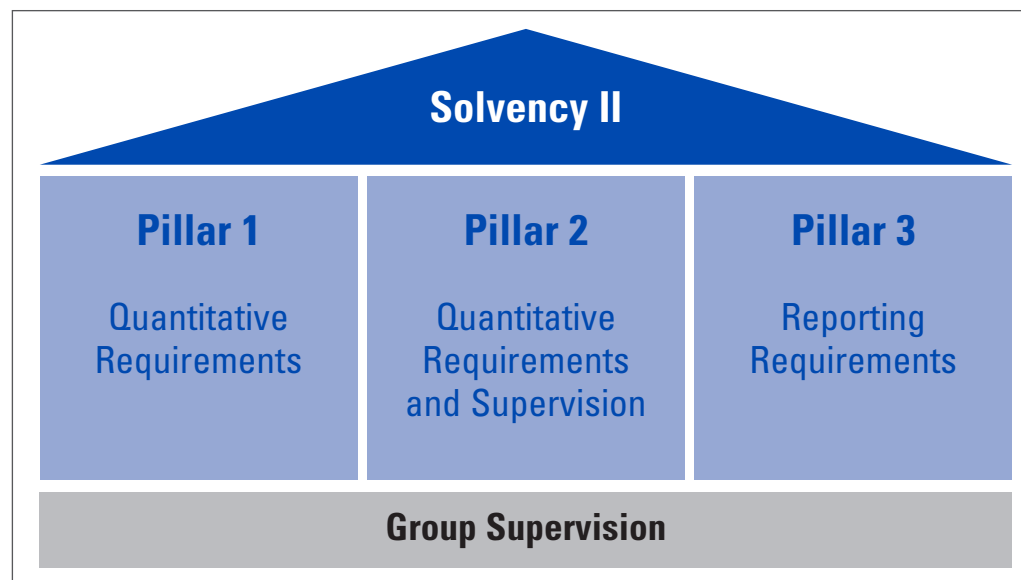 Solvency II
Pillar 1
Quantitative
Requirements
Pillar 2
Quantitative
Requirements
and Supervision
Pillar 3
Reporting
Requirements
Group Supervision